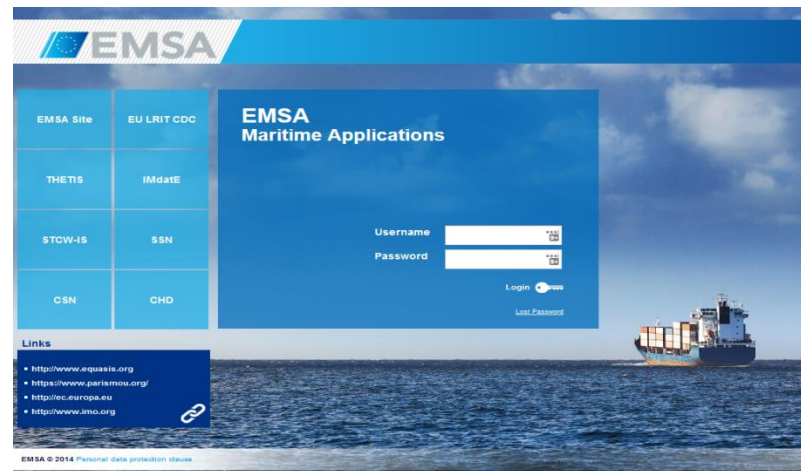 EMSA
EMSA Site
EU LRIT CDC
THETIS
IMdatE
STCW-IS
SSN
CSN
CHD
EMSA
Maritime Applications
Username
Password
Login
Lost Password
Links
http://www.equasis.org
https://www.parismou.org/
http://ec.europa.eu
http://www.imo.org
EMSA © 2014 Personal data protection clause